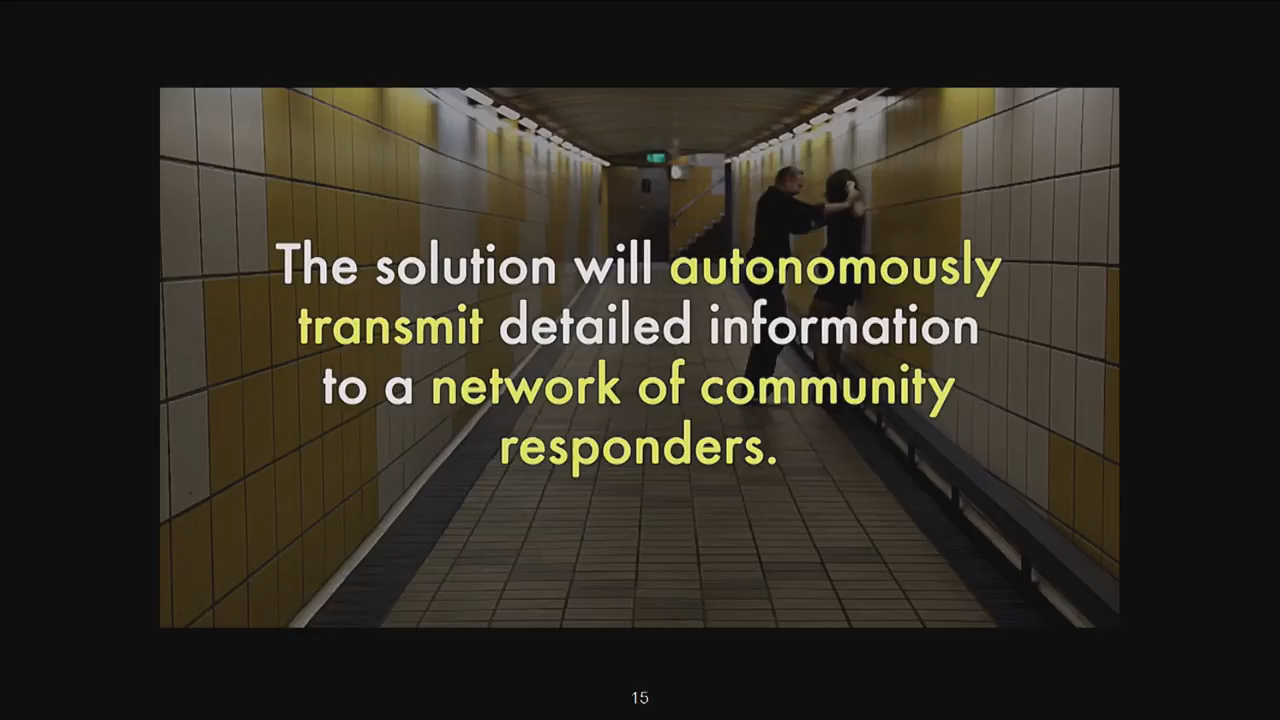 The solution will autonomously
transmit detailed information
to a network of community
responders.
15